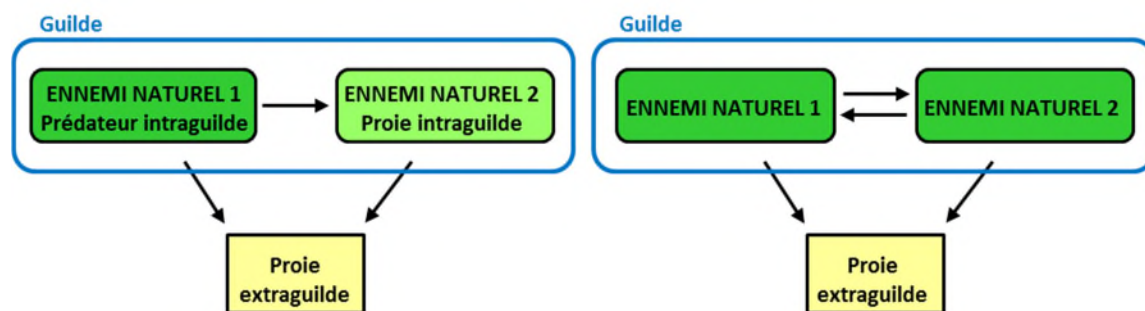 Guilde
ENNEMI NATUREL 1
Prédateur intraguilde
ENNEMI NATUREL 2
Proie intraguilde
Proie
extraguilde
Guilde
ENNEMI NATUREL 1
ENNEMI NATUREL 2
Proie
extraguilde